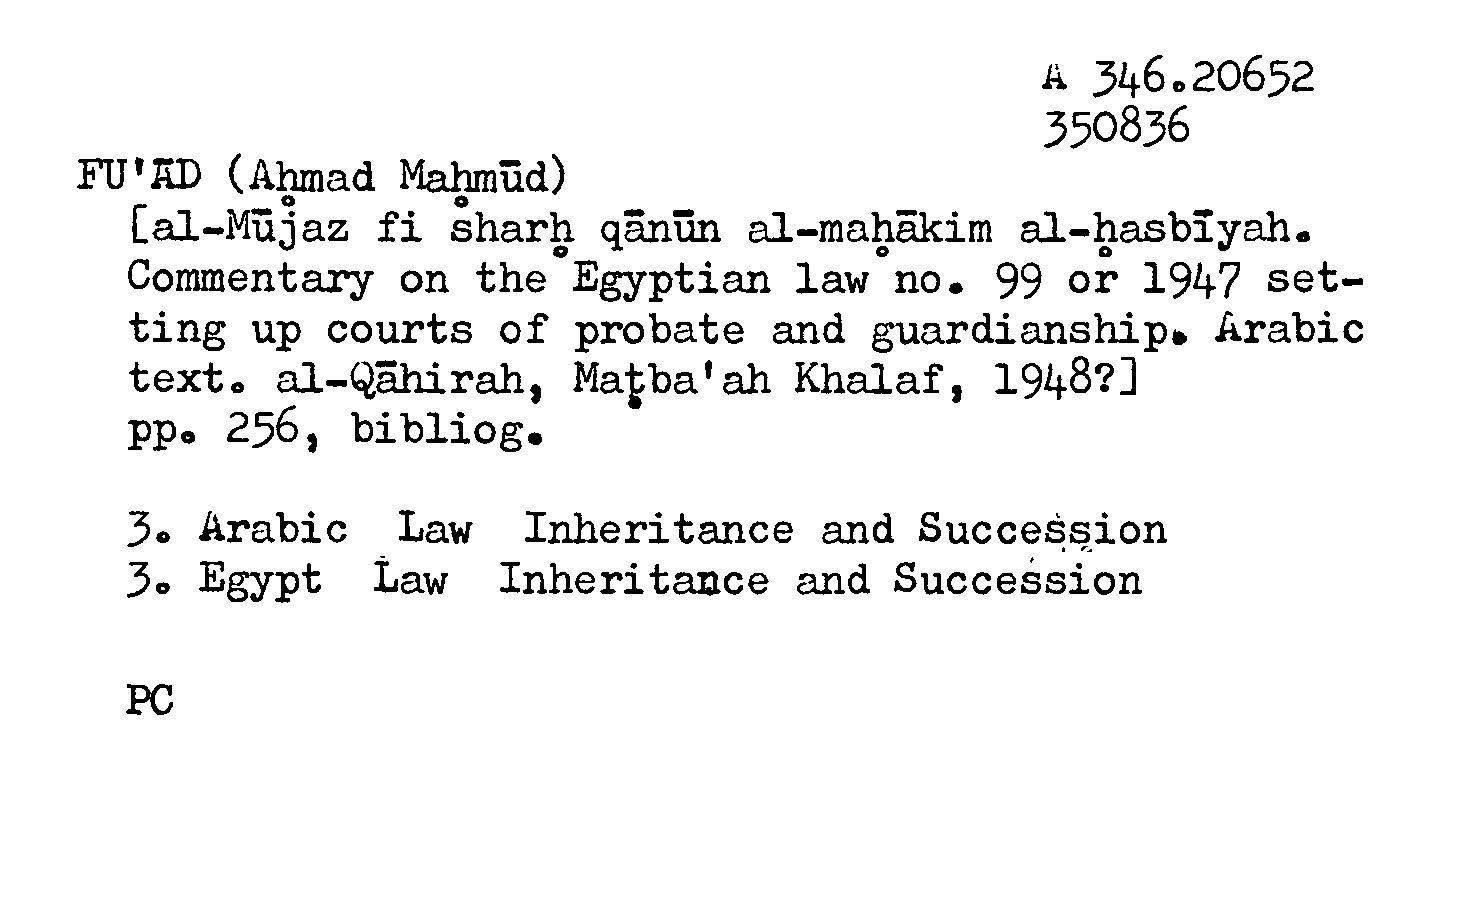 A 346.20652
350836
FU'ĀD (Aḥmad Maḥmūd)
[al-Mūjaz fi sharḥ qānūn al-maḥākim al-ḥasbīyah.
Commentary on the Egyptian law no. 99 or 1947 set-
ting up courts of probate and guardianship. Arabic
text. al-Qāhirah, Maṭba'ah Khalaf, 1948?]
pp. 256, bibliog.
3. Arabic Law Inheritance and Succession
3. Egypt Law Inheritance and Succession
PC